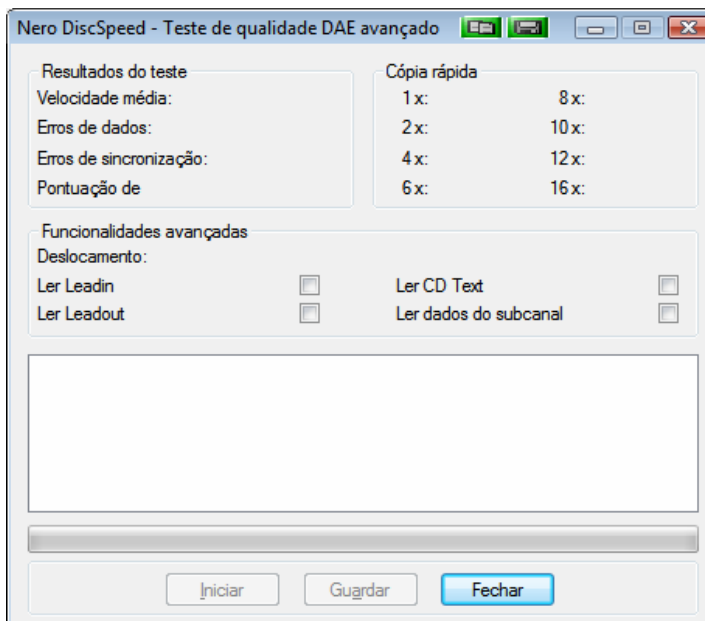 Nero DiscSpeed - Teste de qualidade DAE avançado
Resultados do teste
Velocidade média:
Erros de dados:
Erros de sincronização:
Pontuação de
Cópia rápida
1 x: 8 x:
2 x: 10 x:
4 x: 12 x:
6 x: 16 x:
Funcionalidades avançadas
Deslocamento:
Ler Leadin Ler CD Text
Ler Leadout Ler dados do subcanal
Iniciar Guardar Fechar